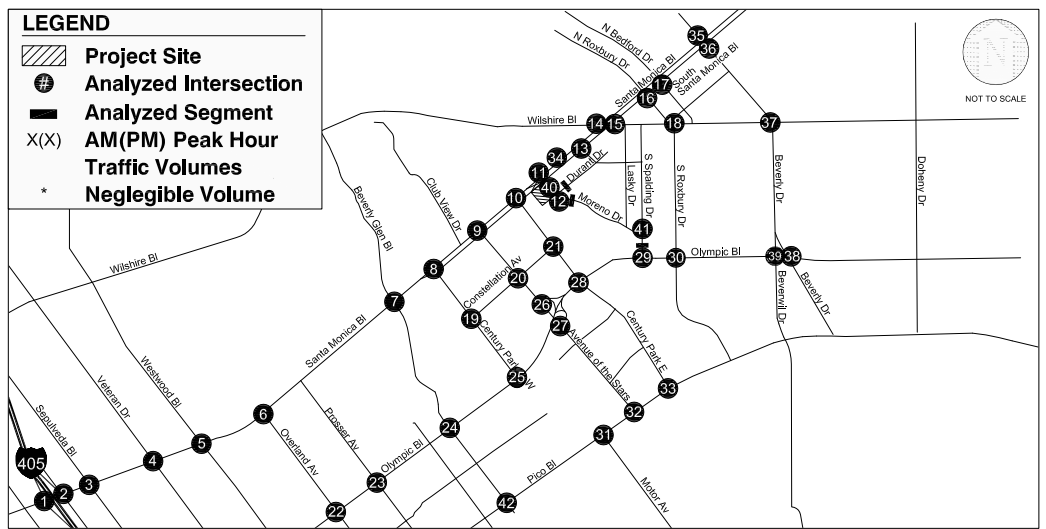 LEGEND
Project Site
# Analyzed Intersection
Analyzed Segment
X(X) AM(PM) Peak Hour
Traffic Volumes
* Neglegible Volume
N
NOT TO SCALE
N Bedford Dr
N Roxbury Dr
Santa Monica Bl
South
Santa Monica Bl
35
36
17
16
Wilshire Bl
14
15
18
37
13
34
11
40
12
10
Durant Dr
Moreno Dr
Lasky Dr
S Spalding Dr
S Roxbury Dr
Beverly Dr
Doheny Dr
Club View Dr
Beverly Glen Bl
Wilshire Bl
9
8
7
21
20
41
29
30
Olympic Bl
39
38
28
26
27
Constellation Av
19
Century Park W
Avenue of the Stars
Century Park E
Beverwil Dr
Beverly Dr
Santa Monica Bl
25
33
32
31
6
5
4
24
23
22
42
Westwood Bl
Veteran Dr
Sepulveda Bl
Overland Av
Prosser Av
Olympic Bl
Pico Bl
Motor Av
405
1
2
3